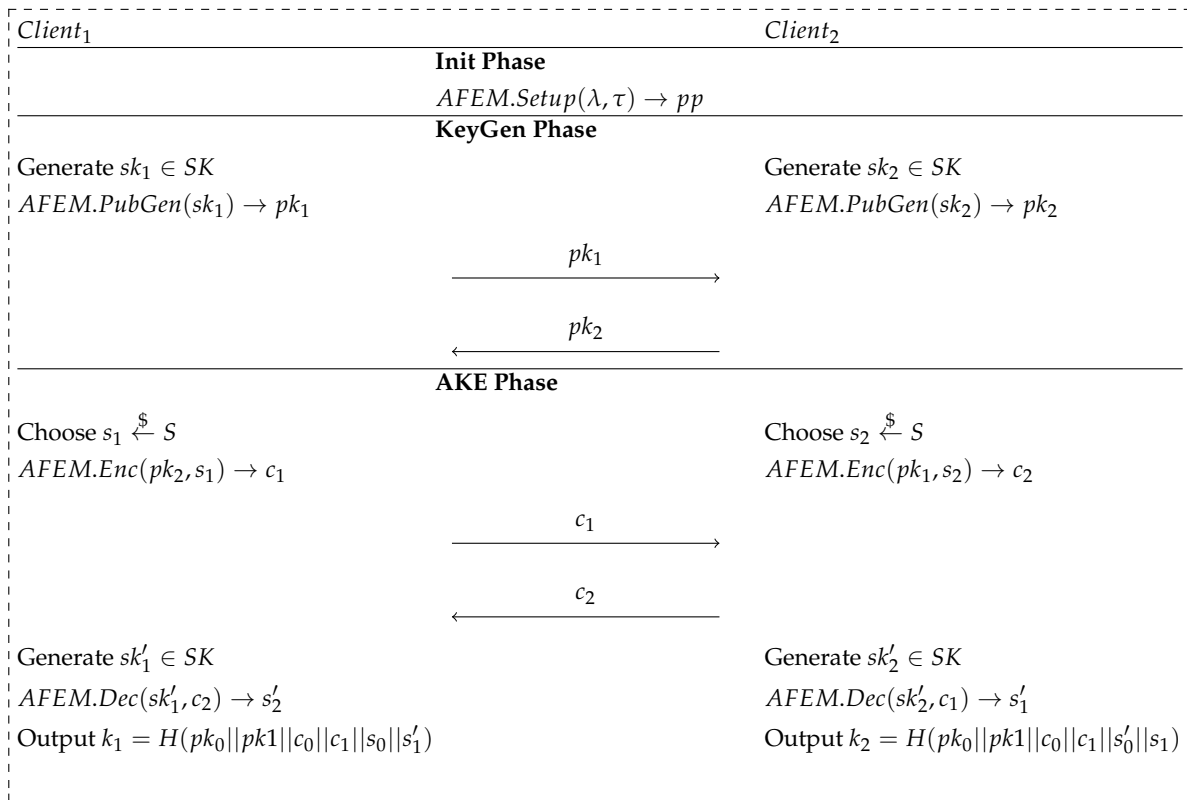 Client₁ Client₂
Init Phase
AFEM.Setup(λ, τ) → pp
KeyGen Phase
Generate sk₁ ∈ SK Generate sk₂ ∈ SK
AFEM.PubGen(sk₁) → pk₁ AFEM.PubGen(sk₂) → pk₂
pk₁
pk₂
AKE Phase
Choose s₁ $← S Choose s₂ $← S
AFEM.Enc(pk₂, s₁) → c₁ AFEM.Enc(pk₁, s₂) → c₂
c₁
c₂
Generate sk′₁ ∈ SK Generate sk′₂ ∈ SK
AFEM.Dec(sk′₁, c₂) → s′₂ AFEM.Dec(sk′₂, c₁) → s′₁
Output k₁ = H(pk₀||pk1||c₀||c₁||s₀||s′₁) Output k₂ = H(pk₀||pk1||c₀||c₁||s′₀||s₁)